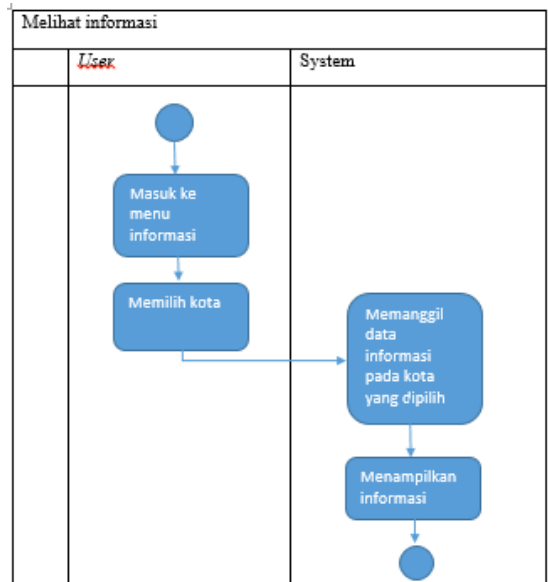 Melihat informasi
User
System
Masuk ke
menu
informasi
Memilih kota
Memanggil
data
informasi
pada kota
yang dipilih
Menampilkan
informasi